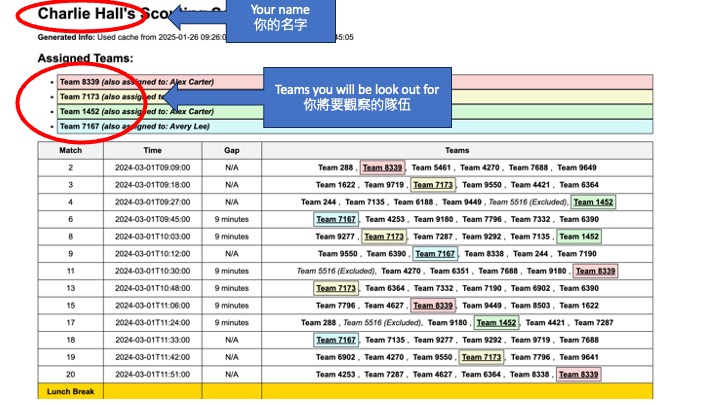 Charlie Hall's Scouting S
Your name
你的名字
Generated Info: Used cache from 2025-01-26 09:26:0 45:05
Assigned Teams:
• Team 8339 (also assigned to: Alex Carter)
• Team 7173 (also assigned to
• Team 1452 (also assigned to: Alex Carter)
• Team 7167 (also assigned to: Avery Lee)
Teams you will be look out for
你將要觀察的隊伍
Match Time Gap Teams
2 2024-03-01T09:09:00 N/A Team 288 , Team 8339 , Team 5461 , Team 4270 , Team 7688 , Team 9649
3 2024-03-01T09:18:00 N/A Team 1622 , Team 9719 , Team 7173 , Team 9550 , Team 4421 , Team 6364
4 2024-03-01T09:27:00 N/A Team 244 , Team 7135 , Team 6188 , Team 9449 , Team 5516 (Excluded), Team 1452
6 2024-03-01T09:45:00 9 minutes Team 7167 , Team 4253 , Team 9180 , Team 7796 , Team 7332 , Team 6390
8 2024-03-01T10:03:00 9 minutes Team 9277 , Team 7173 , Team 7287 , Team 9292 , Team 7135 , Team 1452
9 2024-03-01T10:12:00 N/A Team 9550 , Team 6390 , Team 7167 , Team 8338 , Team 244 , Team 7190
11 2024-03-01T10:30:00 9 minutes Team 5516 (Excluded), Team 4270 , Team 6351 , Team 7688 , Team 9180 , Team 8339
13 2024-03-01T10:48:00 9 minutes Team 7173 , Team 6364 , Team 7332 , Team 7190 , Team 6902 , Team 6390
15 2024-03-01T11:06:00 9 minutes Team 7796 , Team 4627 , Team 8339 , Team 9449 , Team 8503 , Team 1622
17 2024-03-01T11:24:00 9 minutes Team 288 , Team 5516 (Excluded), Team 9180 , Team 1452 , Team 4421 , Team 7287
18 2024-03-01T11:33:00 N/A Team 7167 , Team 7135 , Team 9277 , Team 9292 , Team 9719 , Team 7688
19 2024-03-01T11:42:00 N/A Team 6902 , Team 4270 , Team 9550 , Team 7173 , Team 7796 , Team 9641
20 2024-03-01T11:51:00 N/A Team 4253 , Team 7287 , Team 4627 , Team 6364 , Team 8338 , Team 8339
Lunch Break